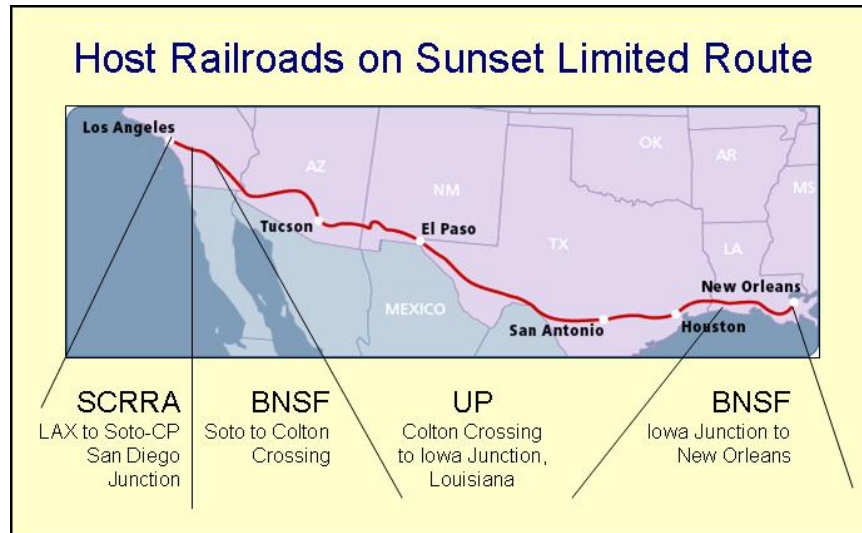 Host Railroads on Sunset Limited Route
Los Angeles
AZ
NM
OK
AR
MS
Tucson
El Paso
TX
LA
MEXICO
New Orleans
San Antonio
Houston
SCRRA
LAX to Soto-CP
San Diego
Junction
BNSF
Soto to Colton
Crossing
UP
Colton Crossing
to Iowa Junction,
Louisiana
BNSF
Iowa Junction to
New Orleans